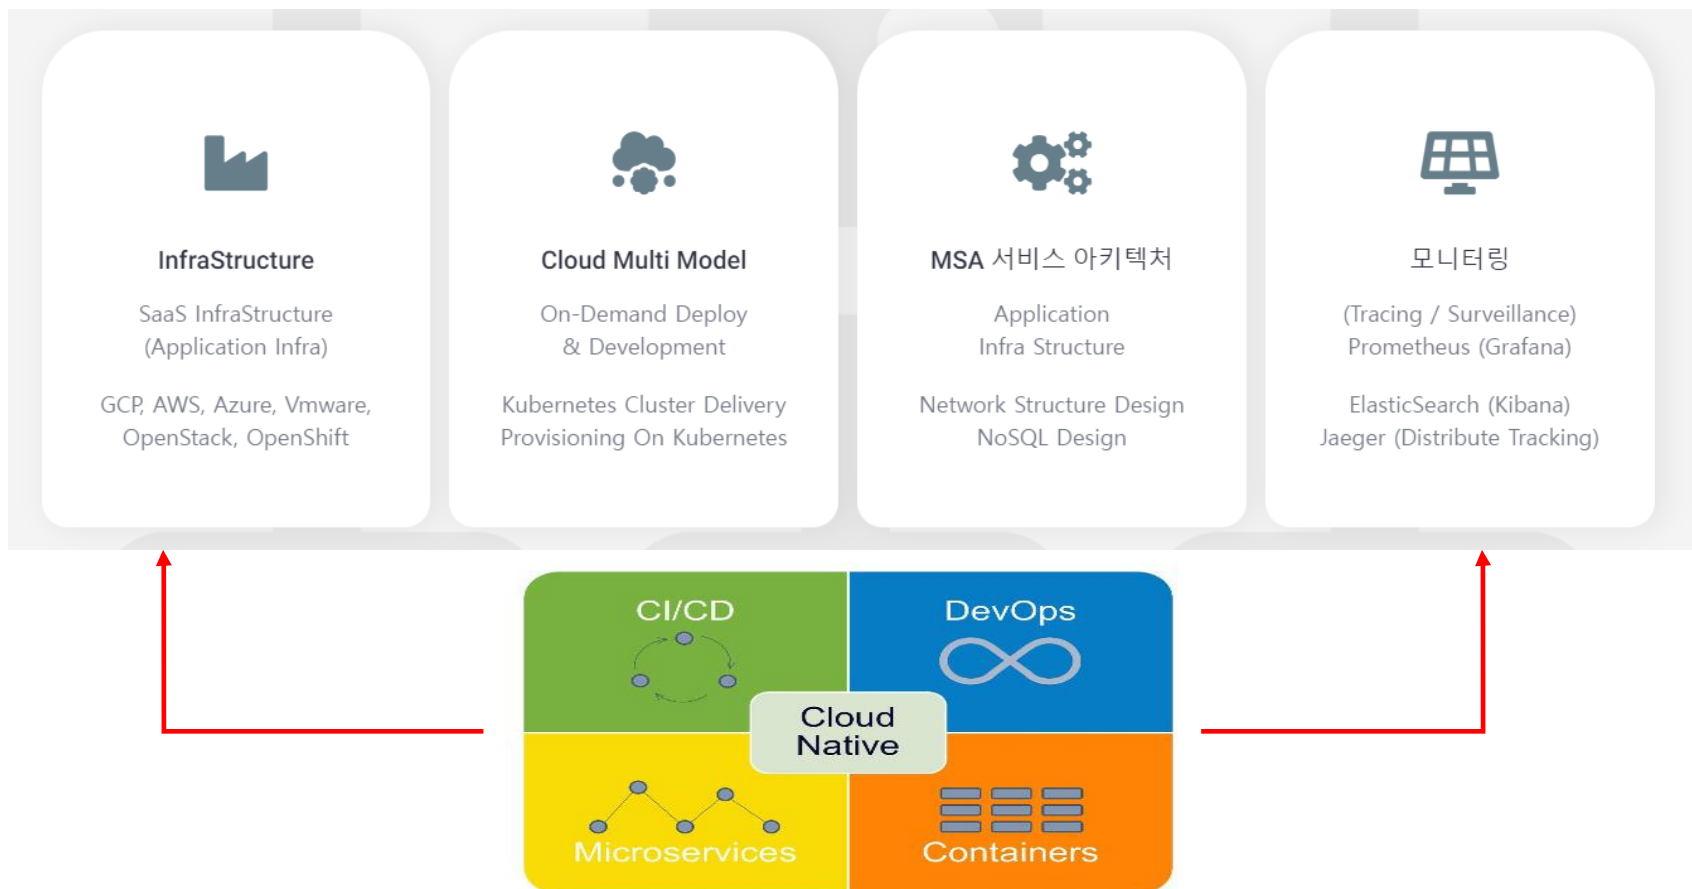 InfraStructure
SaaS InfraStructure
(Application Infra)
GCP, AWS, Azure, Vmware,
OpenStack, OpenShift
Cloud Multi Model
On-Demand Deploy
& Development
Kubernetes Cluster Delivery
Provisioning On Kubernetes
MSA 서비스 아키텍처
Application
Infra Structure
Network Structure Design
NoSQL Design
모니터링
(Tracing / Surveillance)
Prometheus (Grafana)
ElasticSearch (Kibana)
Jaeger (Distribute Tracking)
CI/CD
DevOps
Cloud
Native
Microservices
Containers